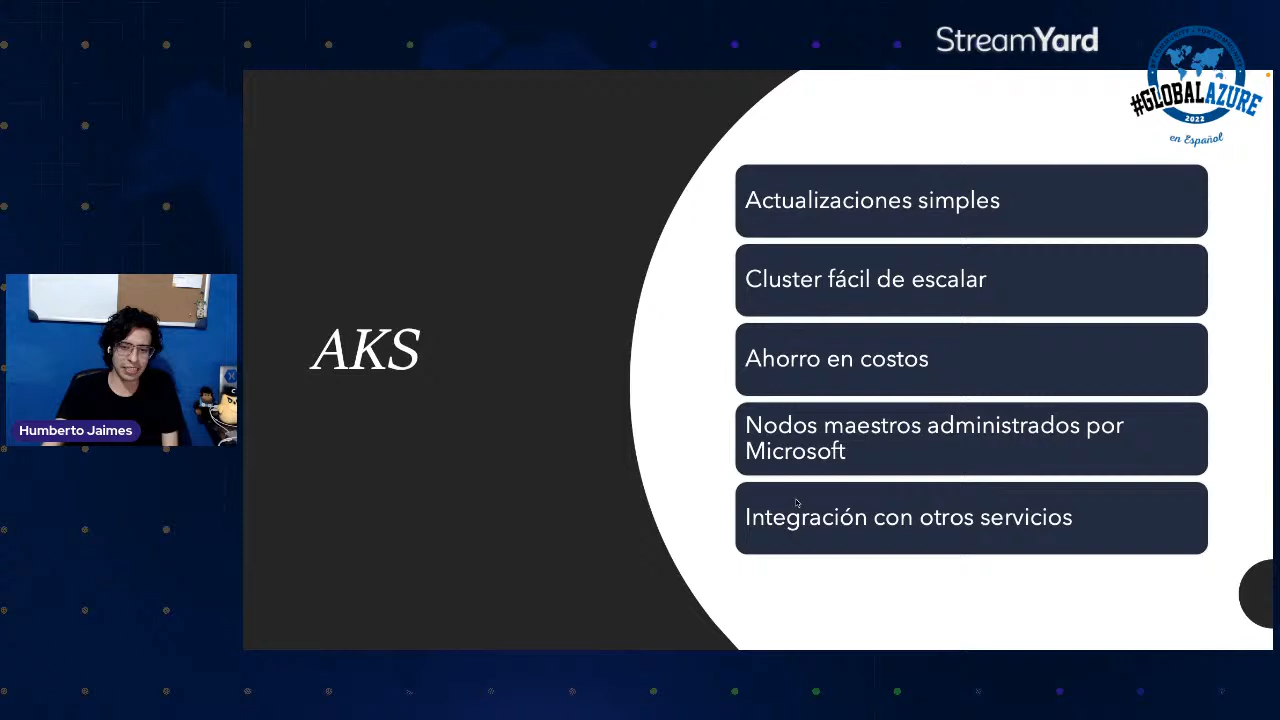 StreamYard
#GLOBALAZURE
2022
en Español
Actualizaciones simples
Cluster fácil de escalar
Ahorro en costos
AKS
Nodos maestros administrados por
Microsoft
Humberto Jaimes
Integración con otros servicios